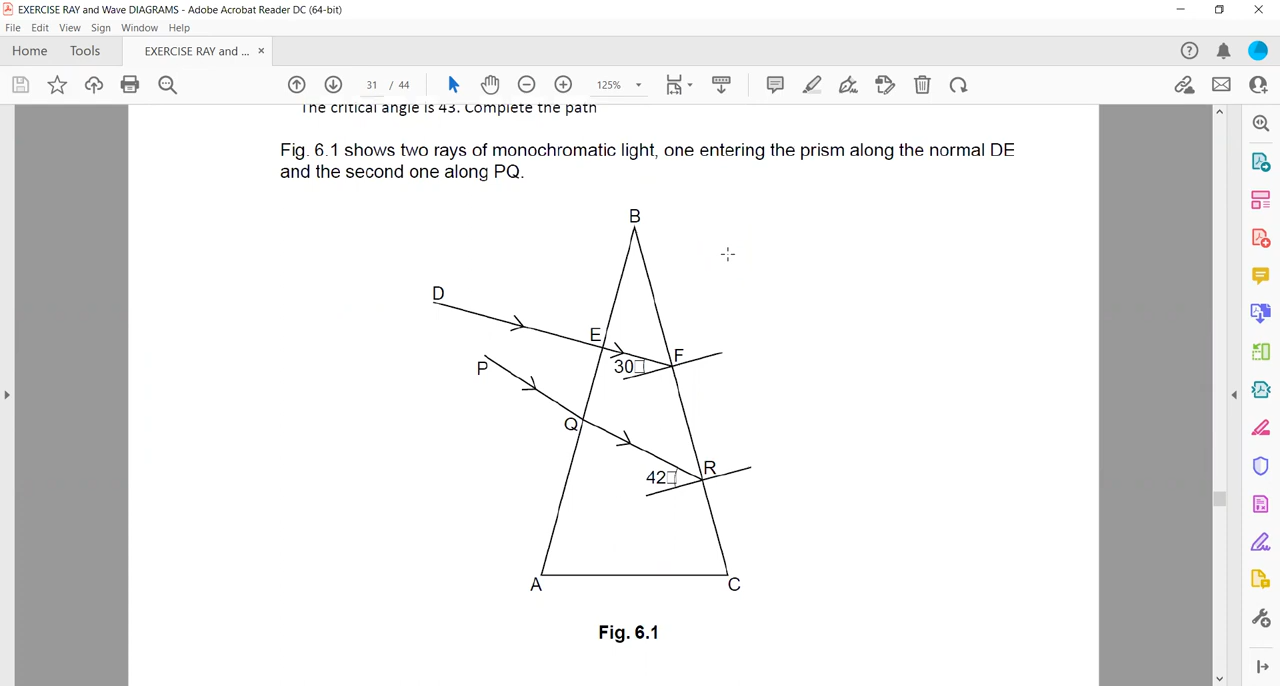 EXERCISE RAY and Wave DIAGRAMS - Adobe Acrobat Reader DC (64-bit)
File Edit View Sign Window Help
Home Tools EXERCISE RAY and ... ×
31 / 44 125%
The critical angle is 43. Complete the path
Fig. 6.1 shows two rays of monochromatic light, one entering the prism along the normal DE
and the second one along PQ.
B
D
E
F
P
30□
Q
R
42□
A
C
Fig. 6.1